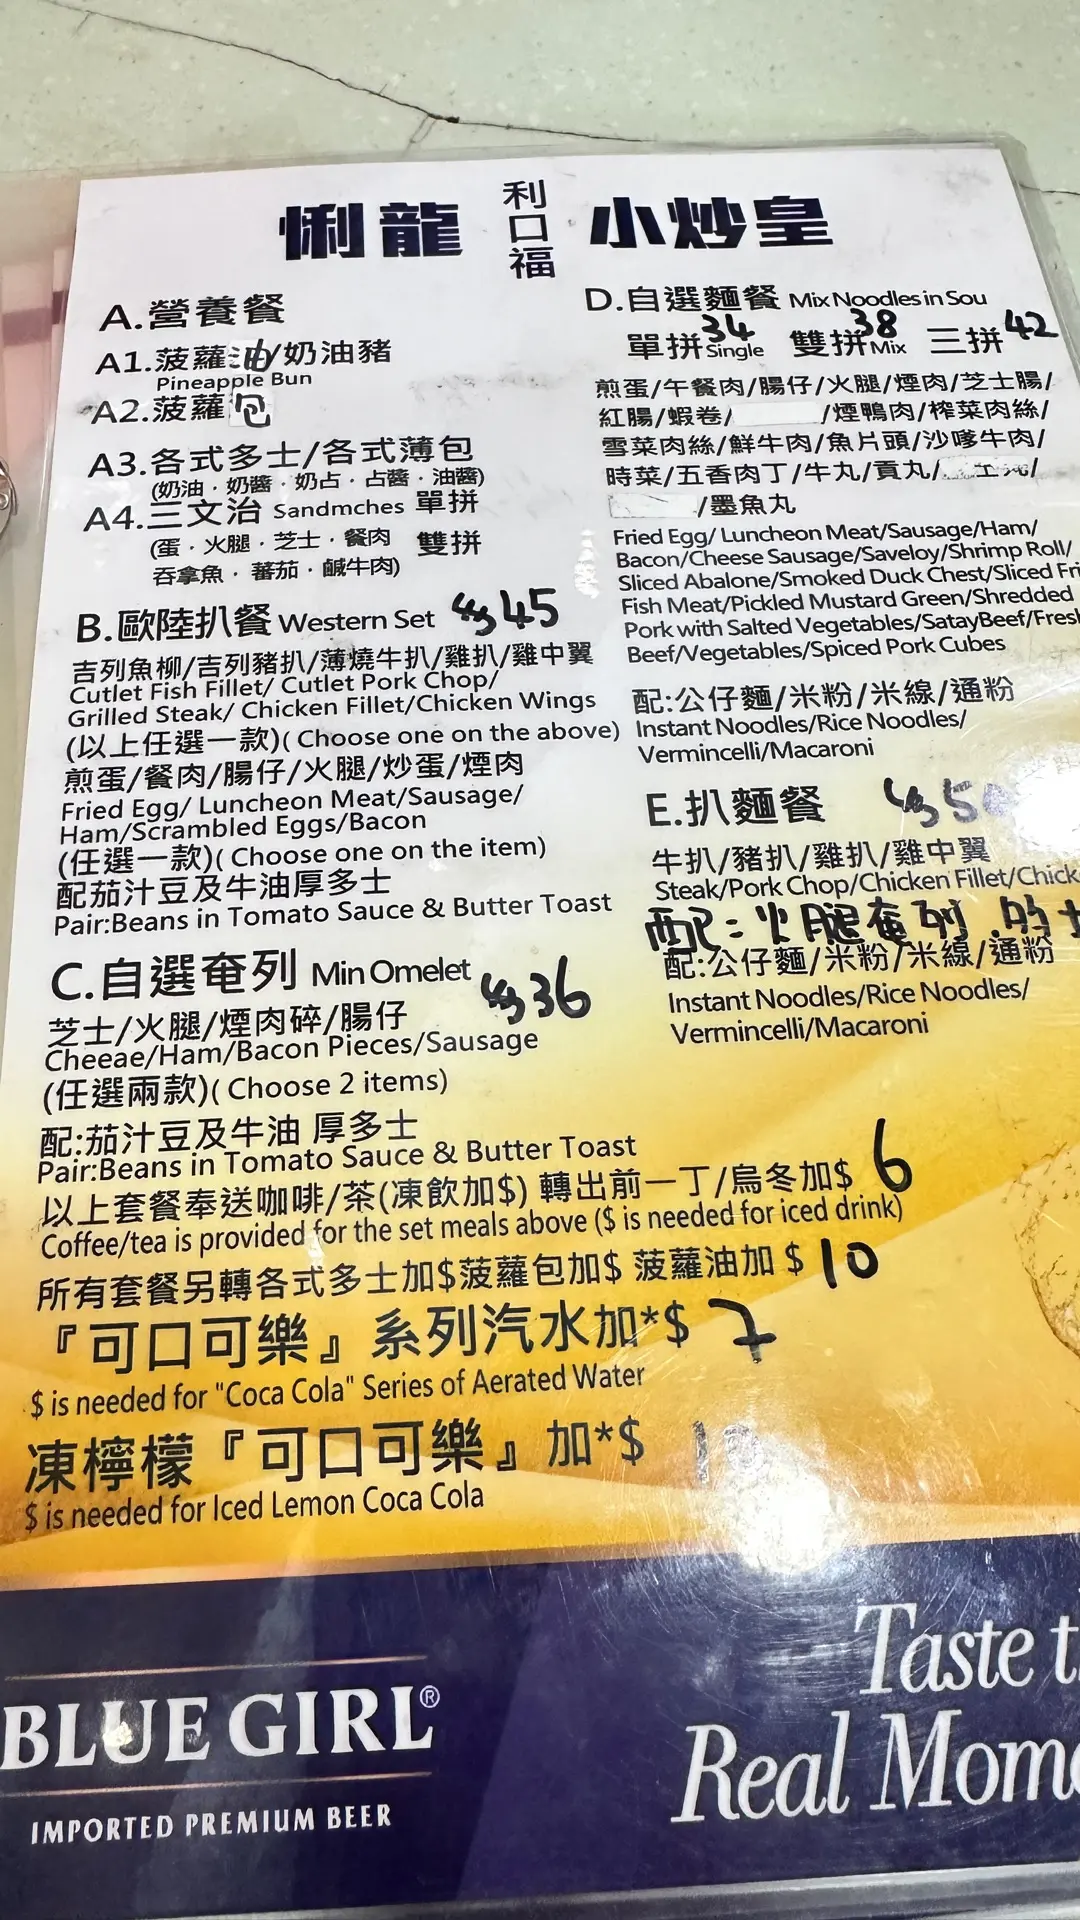 悧龍 利口福 小炒皇
A.營養餐
A1.菠蘿油/奶油豬
Pineapple Bun
A2.菠蘿包
A3.各式多士/各式薄包
(奶油·奶醬·奶占·占醬·油醬)
A4.三文治 Sandmches 單拼
(蛋·火腿·芝士·餐肉 雙拼
吞拿魚·蕃茄·鹹牛肉)
B.歐陸扒餐 Western Set 45
吉列魚柳/吉列豬扒/薄燒牛扒/雞扒/雞中翼
Cutlet Fish Fillet/ Cutlet Pork Chop/
Grilled Steak/ Chicken Fillet/Chicken Wings
(以上任選一款)( Choose one on the above)
煎蛋/餐肉/腸仔/火腿/炒蛋/煙肉
Fried Egg/ Luncheon Meat/Sausage/
Ham/Scrambled Eggs/Bacon
(任選一款)( Choose one on the item)
配茄汁豆及牛油厚多士
Pair:Beans in Tomato Sauce & Butter Toast
C.自選奄列 Min Omelet 36
芝士/火腿/煙肉碎/腸仔
Cheeae/Ham/Bacon Pieces/Sausage
(任選兩款)( Choose 2 items)
配:茄汁豆及牛油 厚多士
Pair:Beans in Tomato Sauce & Butter Toast
D.自選麵餐 Mix Noodles in Sou
單拼 34 Single 雙拼 38 Mix 三拼 42
煎蛋/午餐肉/腸仔/火腿/煙肉/芝士腸/
紅腸/蝦卷/ /煙鴨肉/榨菜肉絲/
雪菜肉絲/鮮牛肉/魚片頭/沙嗲牛肉/
時菜/五香肉丁/牛丸/貢丸/
/墨魚丸
Fried Egg/ Luncheon Meat/Sausage/Ham/
Bacon/Cheese Sausage/Saveloy/Shrimp Roll/
Sliced Abalone/Smoked Duck Chest/Sliced Fri
Fish Meat/Pickled Mustard Green/Shredded
Pork with Salted Vegetables/SatayBeef/Fresh
Beef/Vegetables/Spiced Pork Cubes
配:公仔麵/米粉/米線/通粉
Instant Noodles/Rice Noodles/
Vermincelli/Macaroni
E.扒麵餐
牛扒/豬扒/雞扒/雞中翼
Steak/Pork Chop/Chicken Fillet/Chick
配:火腿奄列
配:公仔麵/米粉/米線/通粉
Instant Noodles/Rice Noodles/
Vermincelli/Macaroni
以上套餐奉送咖啡/茶(凍飲加$) 轉出前一丁/烏冬加$ 6
Coffee/tea is provided for the set meals above ($ is needed for iced drink)
所有套餐另轉各式多士加$菠蘿包加$ 菠蘿油加 $ 10
『可口可樂』系列汽水加*$ 7
$ is needed for "Coca Cola" Series of Aerated Water
凍檸檬『可口可樂』加*$
$ is needed for Iced Lemon Coca Cola
BLUE GIRL®
IMPORTED PREMIUM BEER
Taste t
Real Mom